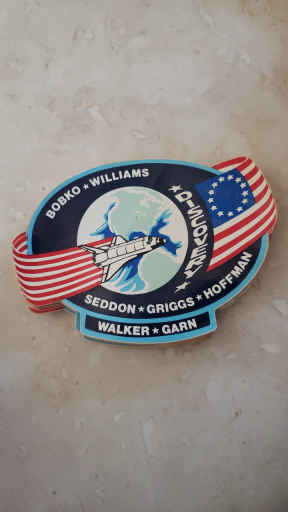 BOBKO ★ WILLIAMS
DISCOVERY
SEDDON ★ GRIGGS ★ HOFFMAN
WALKER ★ GARN